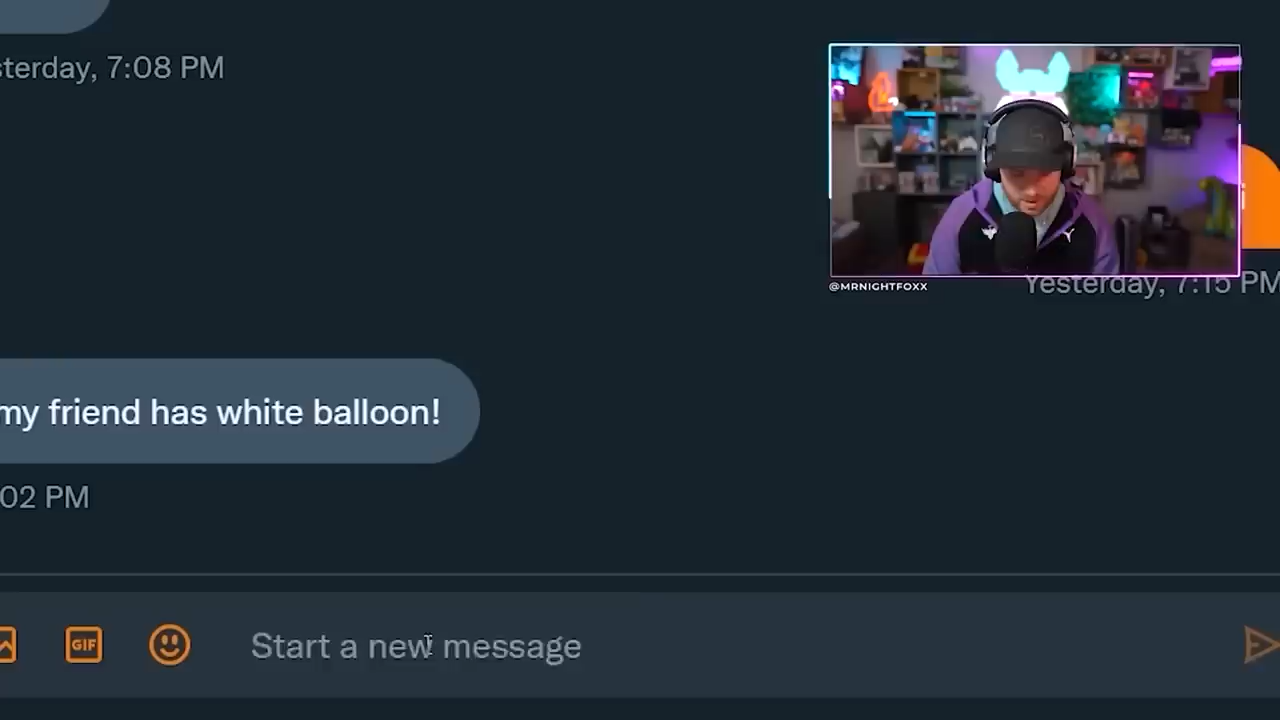 sterday, 7:08 PM
@MRNIGHTFOXX
Yesterday, 7:15 PM
my friend has white balloon!
02 PM
GIF
Start a new message